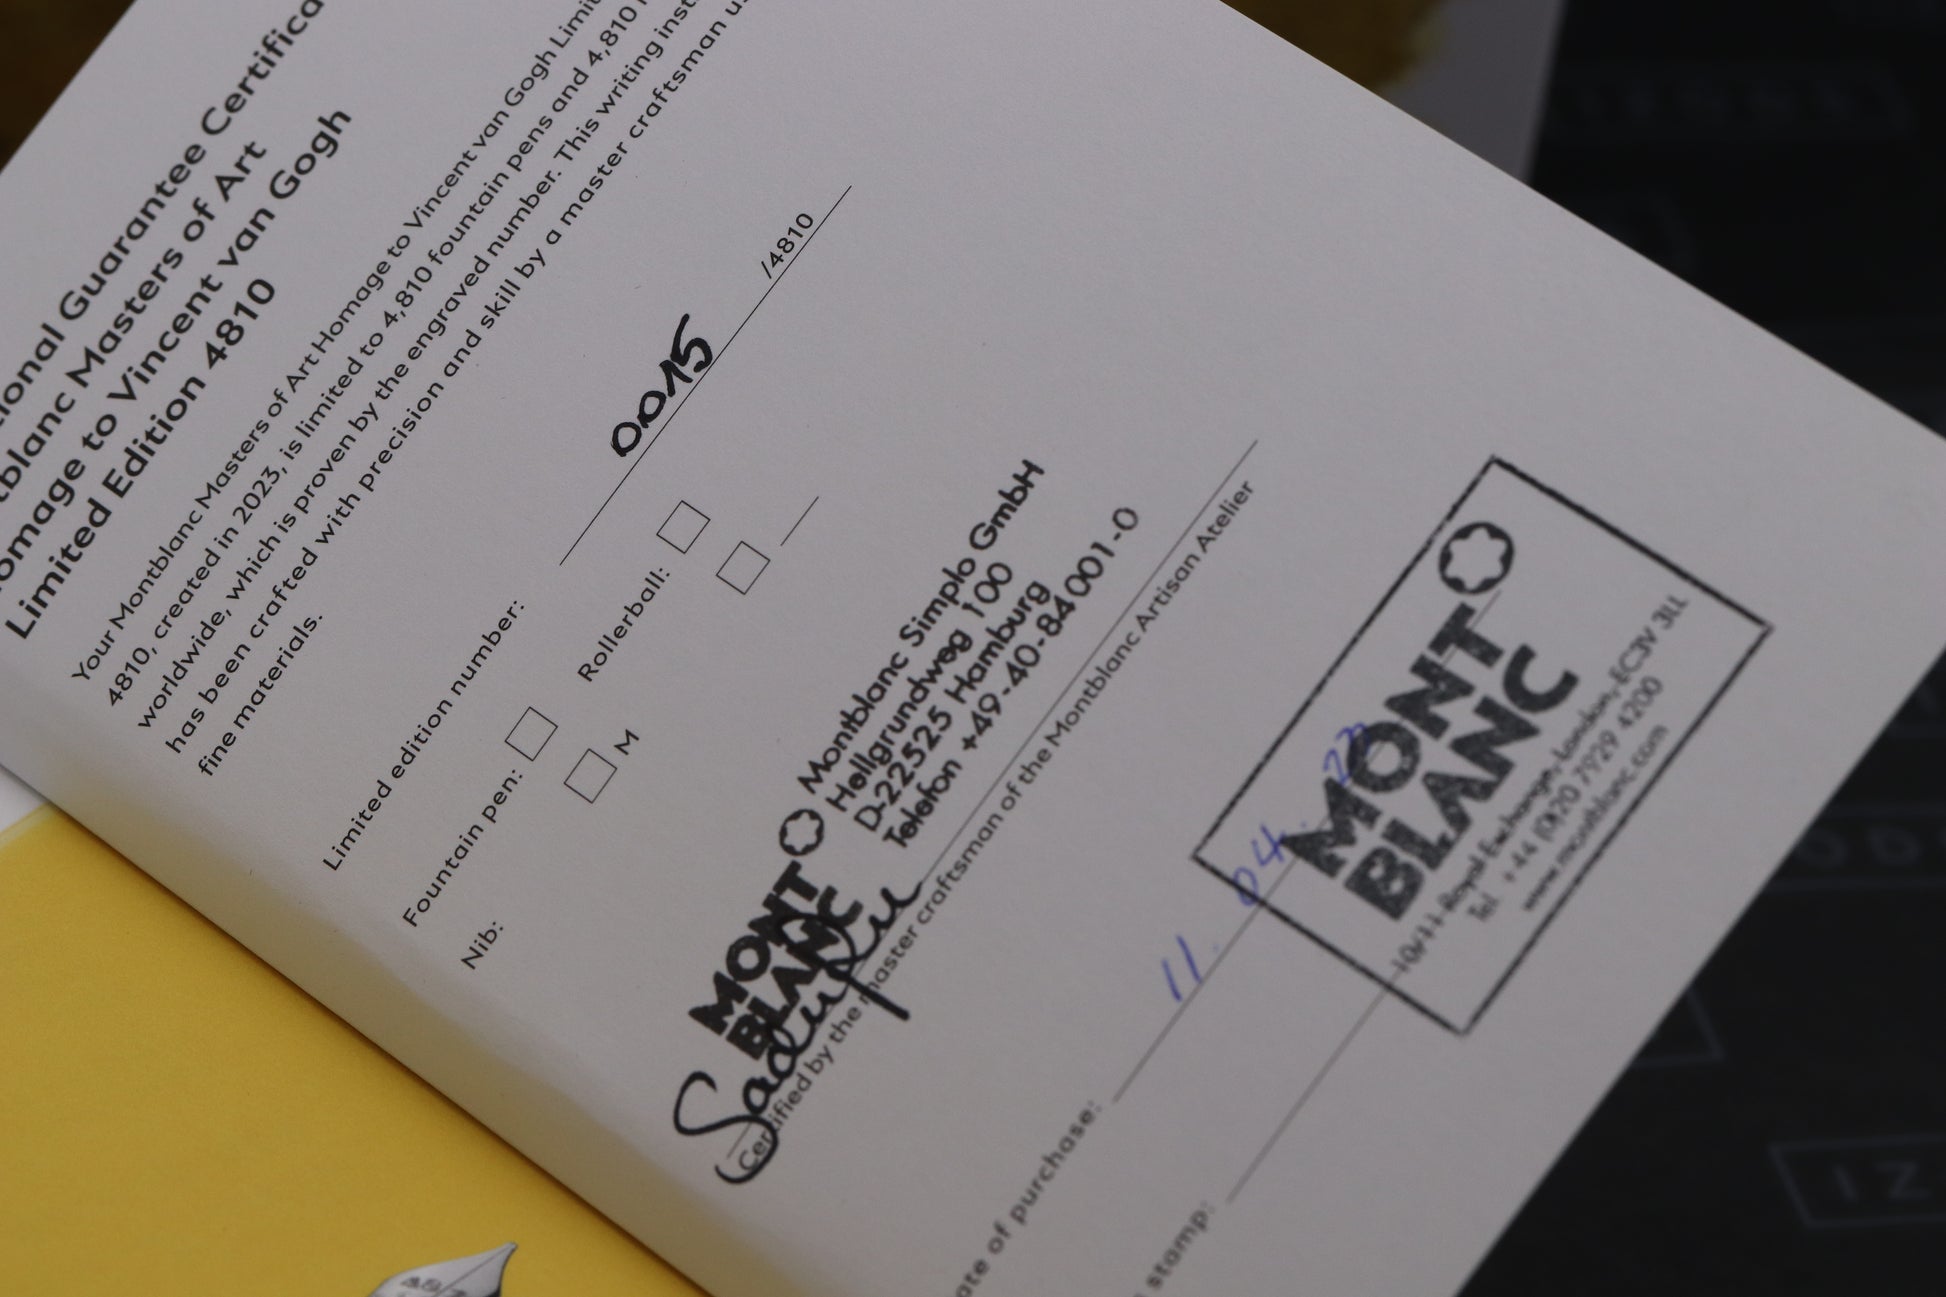 ional Guarantee Certifica
tblanc Masters of Art
omage to Vincent van Gogh
Limited Edition 4810
Your Montblanc Masters of Art Homage to Vincent van Gogh Limi
4810, created in 2023, is limited to 4,810 fountain pens and 4,810
worldwide, which is proven by the engraved number. This writing inst
has been crafted with precision and skill by a master craftsman u
fine materials.
Limited edition number: 0015 /4810
Fountain pen: Rollerball:
Nib: M
MONT
BLANC
Montblanc Simplo GmbH
Hellgrundweg 100
D-22525 Hamburg
Telefon +49-40-84 001-0
Certified by the master craftsman of the Montblanc Artisan Atelier
ate of purchase: 11. 04. 23
stamp:
MONT
BLANC
10/11 Royal Exchange, London, EC3V 3LL
Tel. +44 (0)20 7929 4200
www.montblanc.com